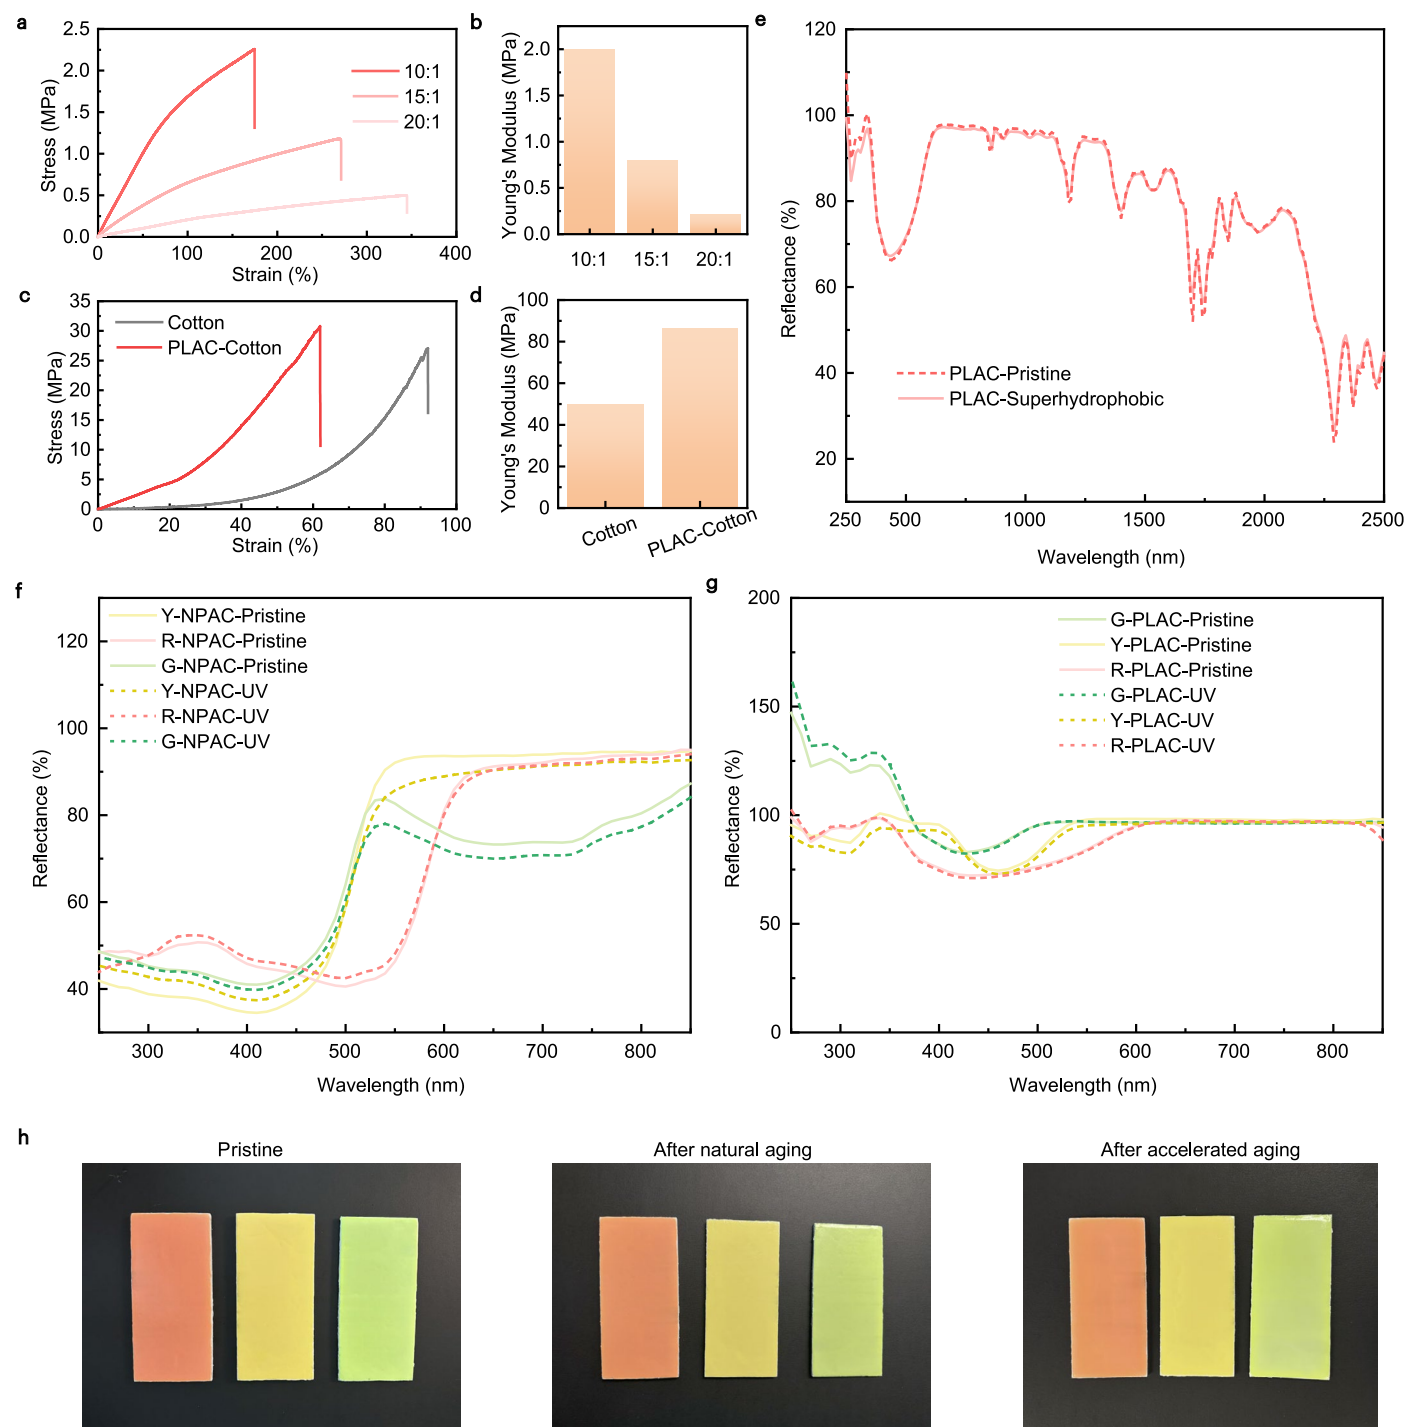 a
2.5
2.0
1.5
1.0
0.5
0.0
Stress (MPa)
10:1
15:1
20:1
0 100 200 300 400
Strain (%)
b
2.0
1.0
0.5
0.0
Young's Modulus (MPa)
10:1 15:1 20:1
c
35
30
25
20
15
10
5
0
Stress (MPa)
Cotton
PLAC-Cotton
0 20 40 60 80 100
Strain (%)
d
100
80
60
40
20
0
Young's Modulus (MPa)
Cotton
PLAC-Cotton
e
120
100
80
60
40
20
Reflectance (%)
PLAC-Pristine
PLAC-Superhydrophobic
250 500 1000 1500 2000 2500
Wavelength (nm)
f
120
100
80
60
40
Reflectance (%)
Y-NPAC-Pristine
R-NPAC-Pristine
G-NPAC-Pristine
Y-NPAC-UV
R-NPAC-UV
G-NPAC-UV
300 400 500 600 700 800
Wavelength (nm)
g
200
150
100
50
0
Reflectance (%)
G-PLAC-Pristine
Y-PLAC-Pristine
R-PLAC-Pristine
G-PLAC-UV
Y-PLAC-UV
R-PLAC-UV
300 400 500 600 700 800
Wavelength (nm)
h
Pristine
After natural aging
After accelerated aging